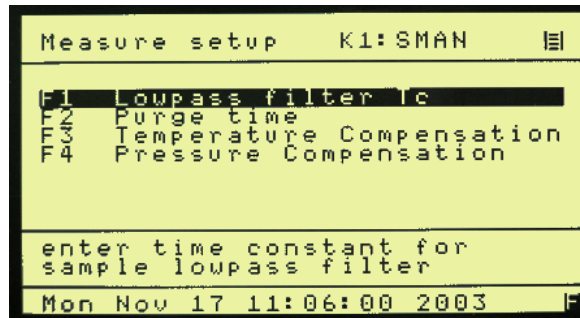 Measure setup K1:SMAN
F1 Lowpass filter Tc
F2 Purge time
F3 Temperature Compensation
F4 Pressure Compensation
enter time constant for
sample lowpass filter
Mon Nov 17 11:06:00 2003